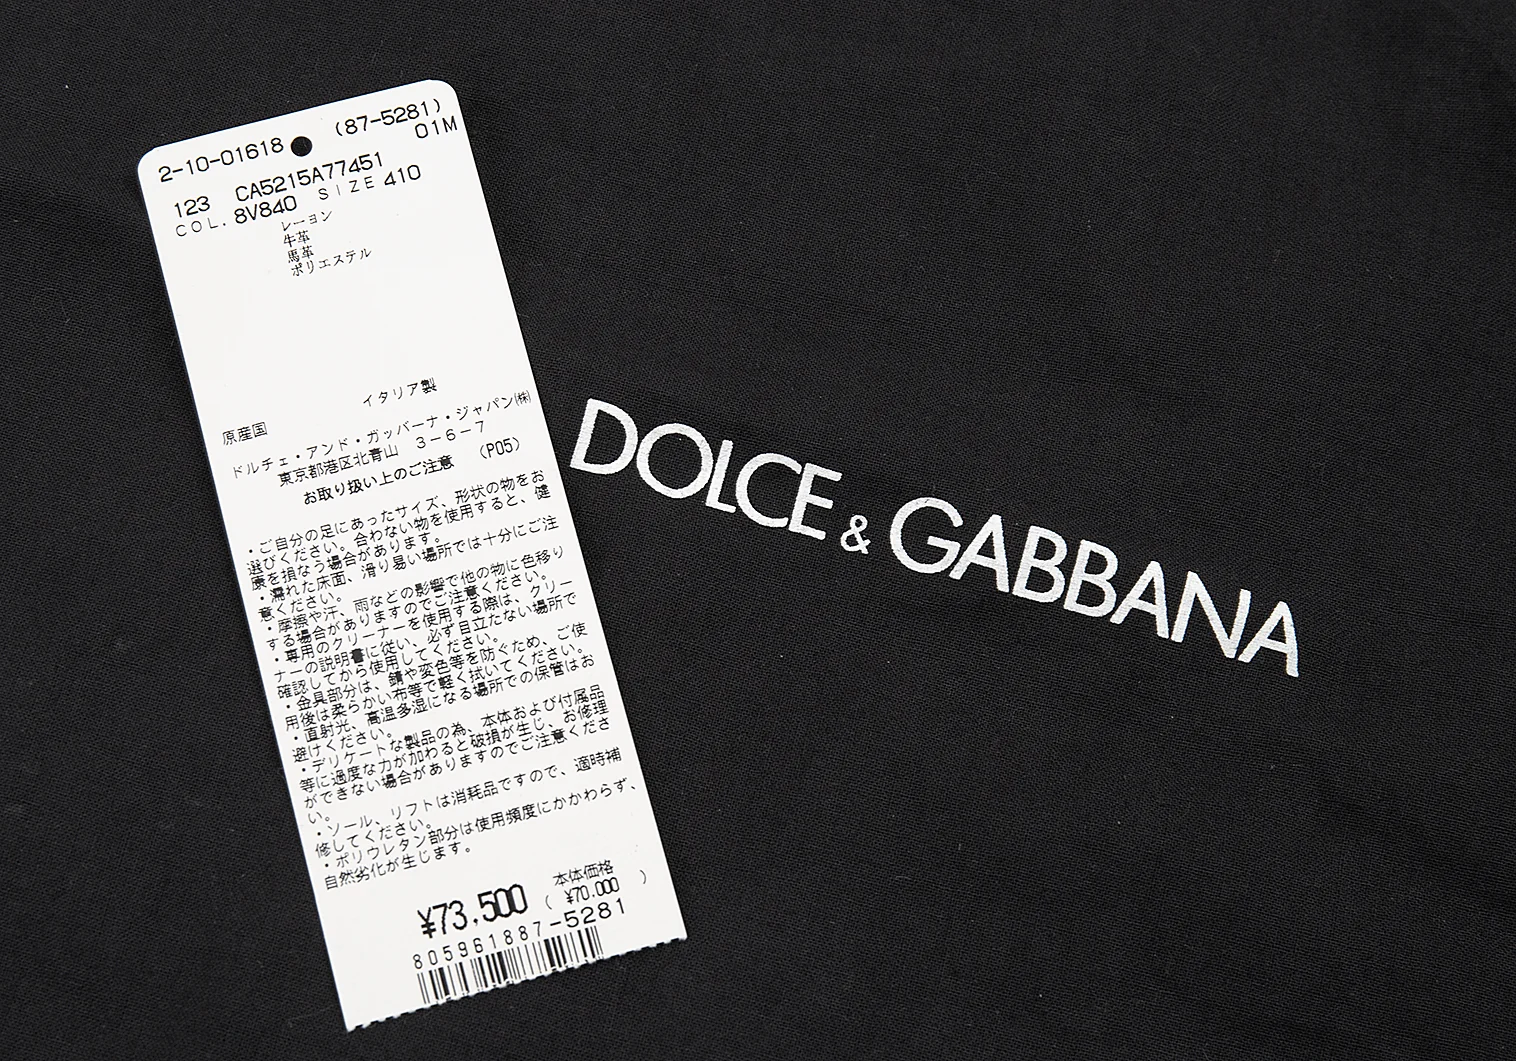 2-10-01618 (87-5281)
01M
123 CA5215A77451
COL. 8V840 SIZE 410
レーヨン
牛革
馬革
ポリエステル
イタリア製
原産国
ドルチェ・アンド・ガッバーナ・ジャパン㈱
東京都港区北青山 3-6-7
お取り扱い上のご注意 (P05)
・ご自分の足にあったサイズ、形状の物をお
選びください。合わない物を使用すると、健
康を損なう場合があります。
・濡れた床面、滑り易い場所では十分にご注
意ください。
・摩擦や汗、雨などの影響で他の物に色移り
する場合がありますのでご注意ください。
・専用のクリーナーを使用する際は、クリー
ナーの説明書に従い、必ず目立たない場所で
確認してから使用してください。
・金具部分は、錆や変色等を防ぐため、ご使
用後は柔らかい布等で軽く拭いてください。
・直射光、高温多湿になる場所での保管はお
避けください。
・デリケートな製品の為、本体および付属品
等に過度な力が加わると破損が生じ、お修理
ができない場合がありますのでご注意くださ
い。
・ソール、リフトは消耗品ですので、適時補
修してください。
・ポリウレタン部分は使用頻度にかかわらず、
自然劣化が生じます。
本体価格
¥73,500 ( ¥70.000 )
805961887-5281
DOLCE & GABBANA